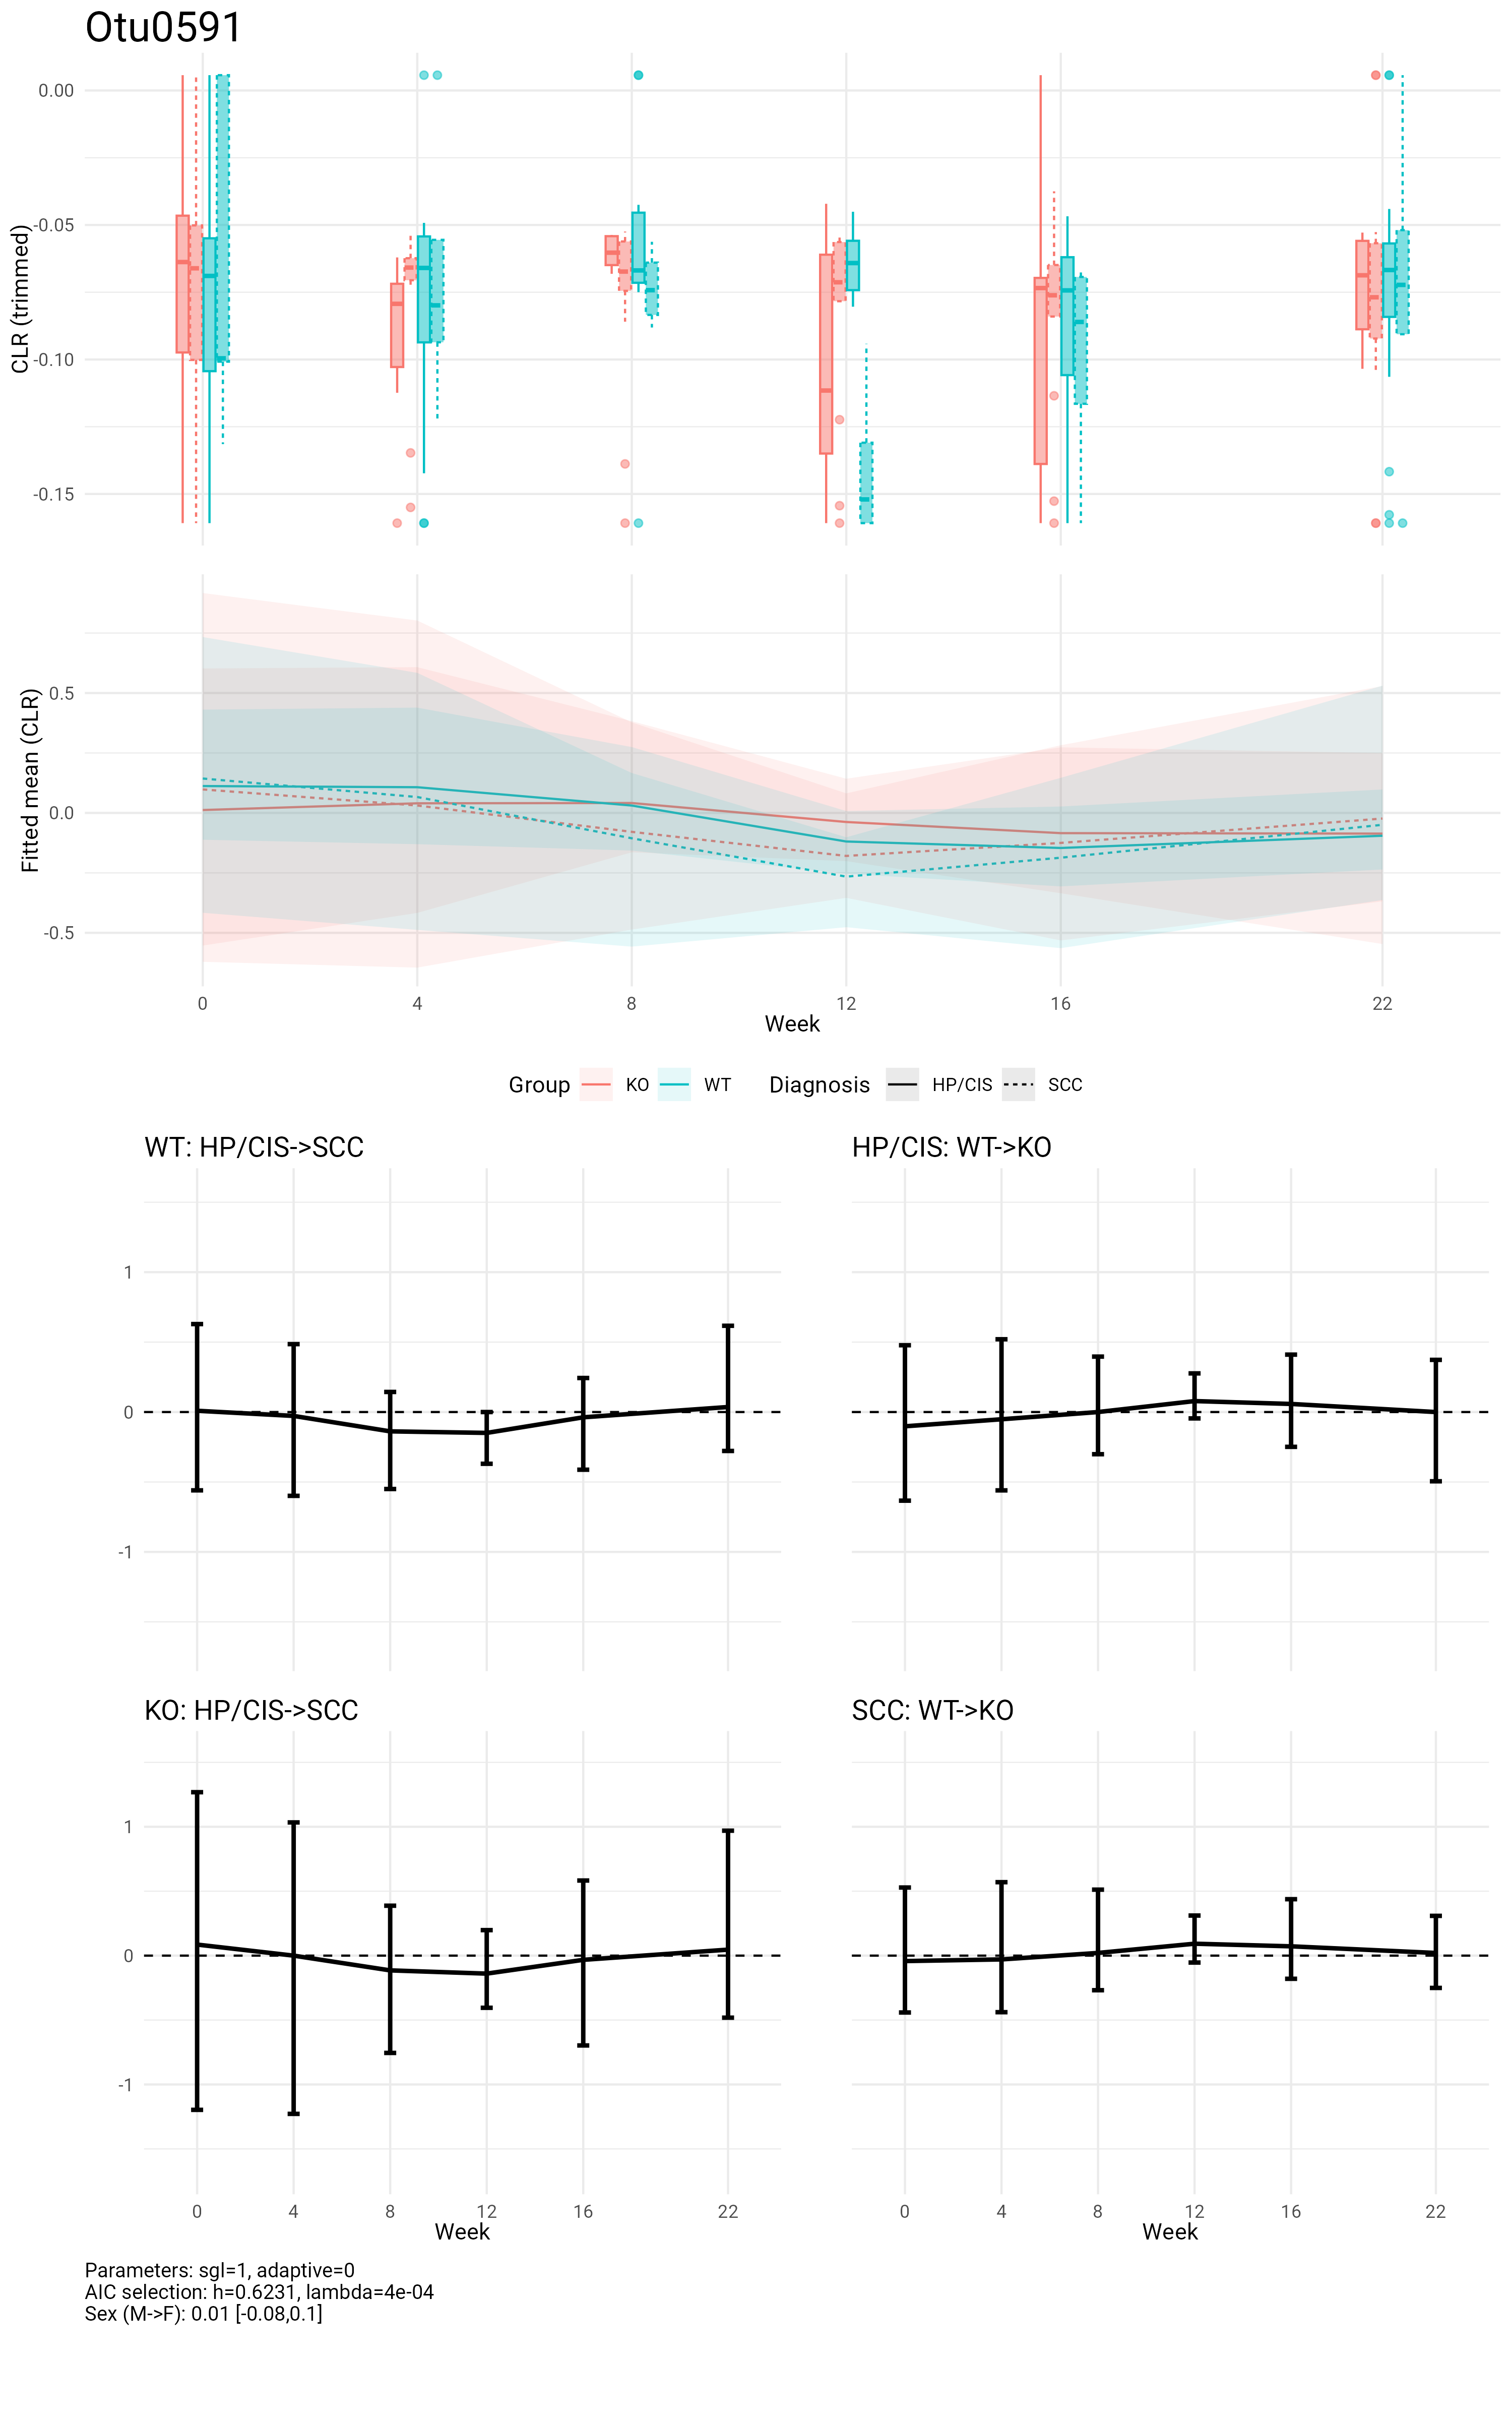 Otu0591
CLR (trimmed)
0.00
-0.05
-0.10
-0.15
Fitted mean (CLR)
0.5
0.0
-0.5
0 4 8 12 16 22
Week
Group KO WT Diagnosis HP/CIS SCC
WT: HP/CIS->SCC
1
0
-1
HP/CIS: WT->KO
KO: HP/CIS->SCC
1
0
-1
0 4 8 12 16 22
Week
SCC: WT->KO
0 4 8 12 16 22
Week
Parameters: sgl=1, adaptive=0
AIC selection: h=0.6231, lambda=4e-04
Sex (M->F): 0.01 [-0.08,0.1]